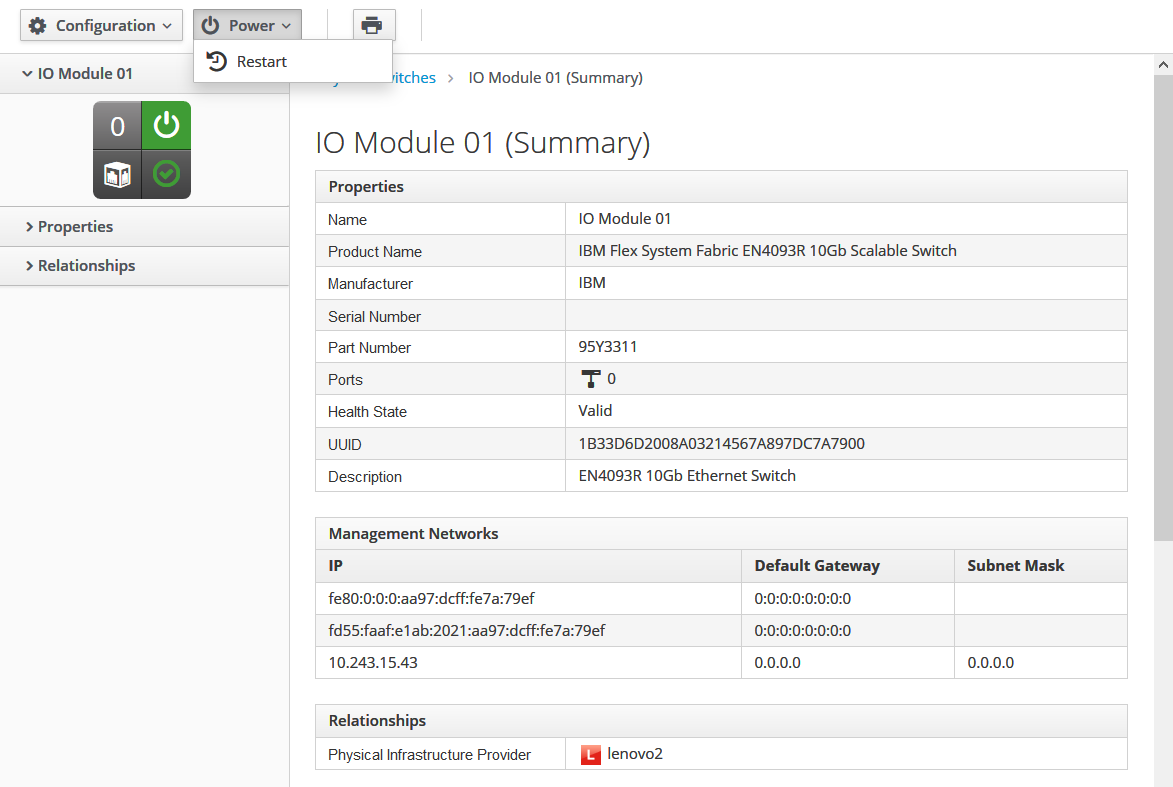 Configuration Power
Restart
IO Module 01
0
Properties
Relationships
IO Module 01 (Summary)
IO Module 01 (Summary)
Properties
Name IO Module 01
Product Name IBM Flex System Fabric EN4093R 10Gb Scalable Switch
Manufacturer IBM
Serial Number
Part Number 95Y3311
Ports 0
Health State Valid
UUID 1B33D6D2008A03214567A897DC7A7900
Description EN4093R 10Gb Ethernet Switch
Management Networks
IP Default Gateway Subnet Mask
fe80:0:0:0:aa97:dcff:fe7a:79ef 0:0:0:0:0:0:0:0
fd55:faaf:e1ab:2021:aa97:dcff:fe7a:79ef 0:0:0:0:0:0:0:0
10.243.15.43 0.0.0.0 0.0.0.0
Relationships
Physical Infrastructure Provider L lenovo2